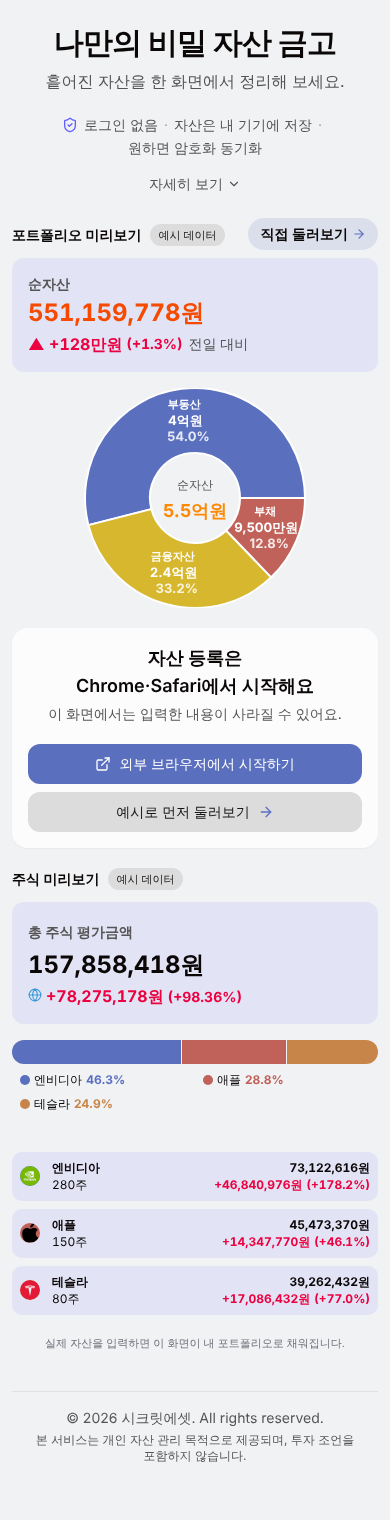 나만의 비밀 자산 금고
흩어진 자산을 한 화면에서 정리해 보세요.
로그인 없음 · 자산은 내 기기에 저장 ·
원하면 암호화 동기화
자세히 보기
포트폴리오 미리보기 예시 데이터 직접 둘러보기 →
순자산
551,159,778원
▲ +128만원 (+1.3%) 전일 대비
부동산
4억원
54.0%
순자산
5.5억원
부채
9,500만원
12.8%
금융자산
2.4억원
33.2%
자산 등록은
Chrome·Safari에서 시작해요
이 화면에서는 입력한 내용이 사라질 수 있어요.
외부 브라우저에서 시작하기
예시로 먼저 둘러보기 →
주식 미리보기 예시 데이터
총 주식 평가금액
157,858,418원
+78,275,178원 (+98.36%)
엔비디아 46.3% 애플 28.8%
테슬라 24.9%
엔비디아 73,122,616원
280주 +46,840,976원 (+178.2%)
애플 45,473,370원
150주 +14,347,770원 (+46.1%)
테슬라 39,262,432원
80주 +17,086,432원 (+77.0%)
실제 자산을 입력하면 이 화면이 내 포트폴리오로 채워집니다.
© 2026 시크릿에셋. All rights reserved.
본 서비스는 개인 자산 관리 목적으로 제공되며, 투자 조언을
포함하지 않습니다.